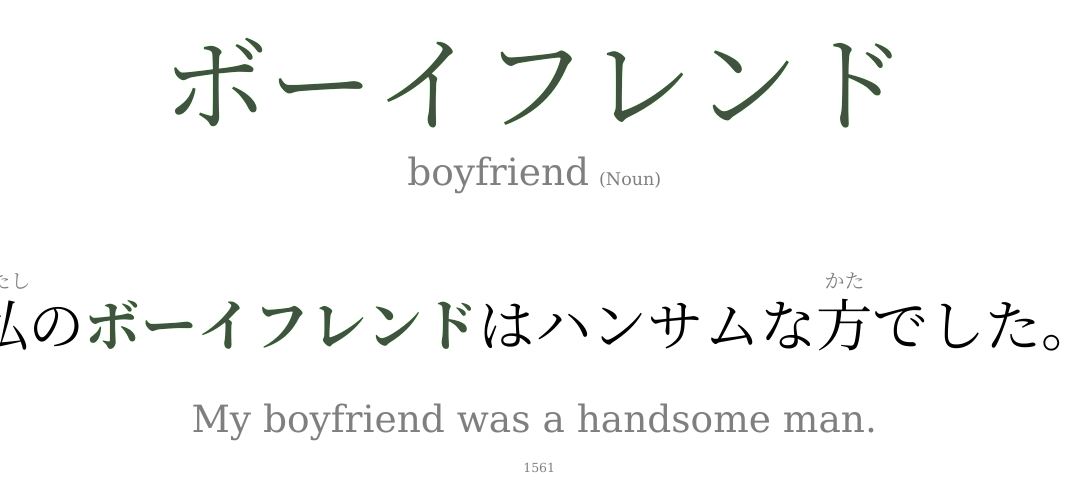 ボーイフレンド
boyfriend (Noun)
たし かた
私のボーイフレンドはハンサムな方でした。
My boyfriend was a handsome man.
1561